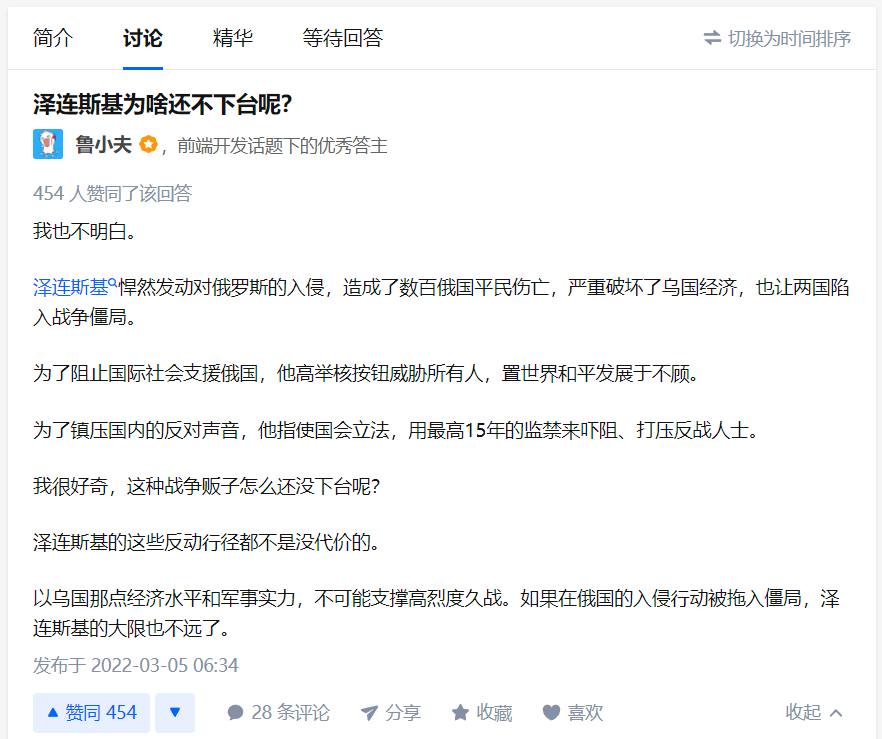 简介 讨论 精华 等待回答 切换为时间排序
泽连斯基为啥还不下台呢?
鲁小夫 , 前端开发话题下的优秀答主
454 人赞同了该回答
我也不明白。
泽连斯基悍然发动对俄罗斯的入侵，造成了数百俄国平民伤亡，严重破坏了乌国经济，也让两国陷
入战争僵局。
为了阻止国际社会支援俄国，他高举核按钮威胁所有人，置世界和平发展于不顾。
为了镇压国内的反对声音，他指使国会立法，用最高15年的监禁来吓阻、打压反战人士。
我很好奇，这种战争贩子怎么还没下台呢?
泽连斯基的这些反动行径都不是没代价的。
以乌国那点经济水平和军事实力，不可能支撑高烈度久战。如果在俄国的入侵行动被拖入僵局，泽
连斯基的大限也不远了。
发布于 2022-03-05 06:34
赞同 454 28 条评论 分享 收藏 喜欢 收起